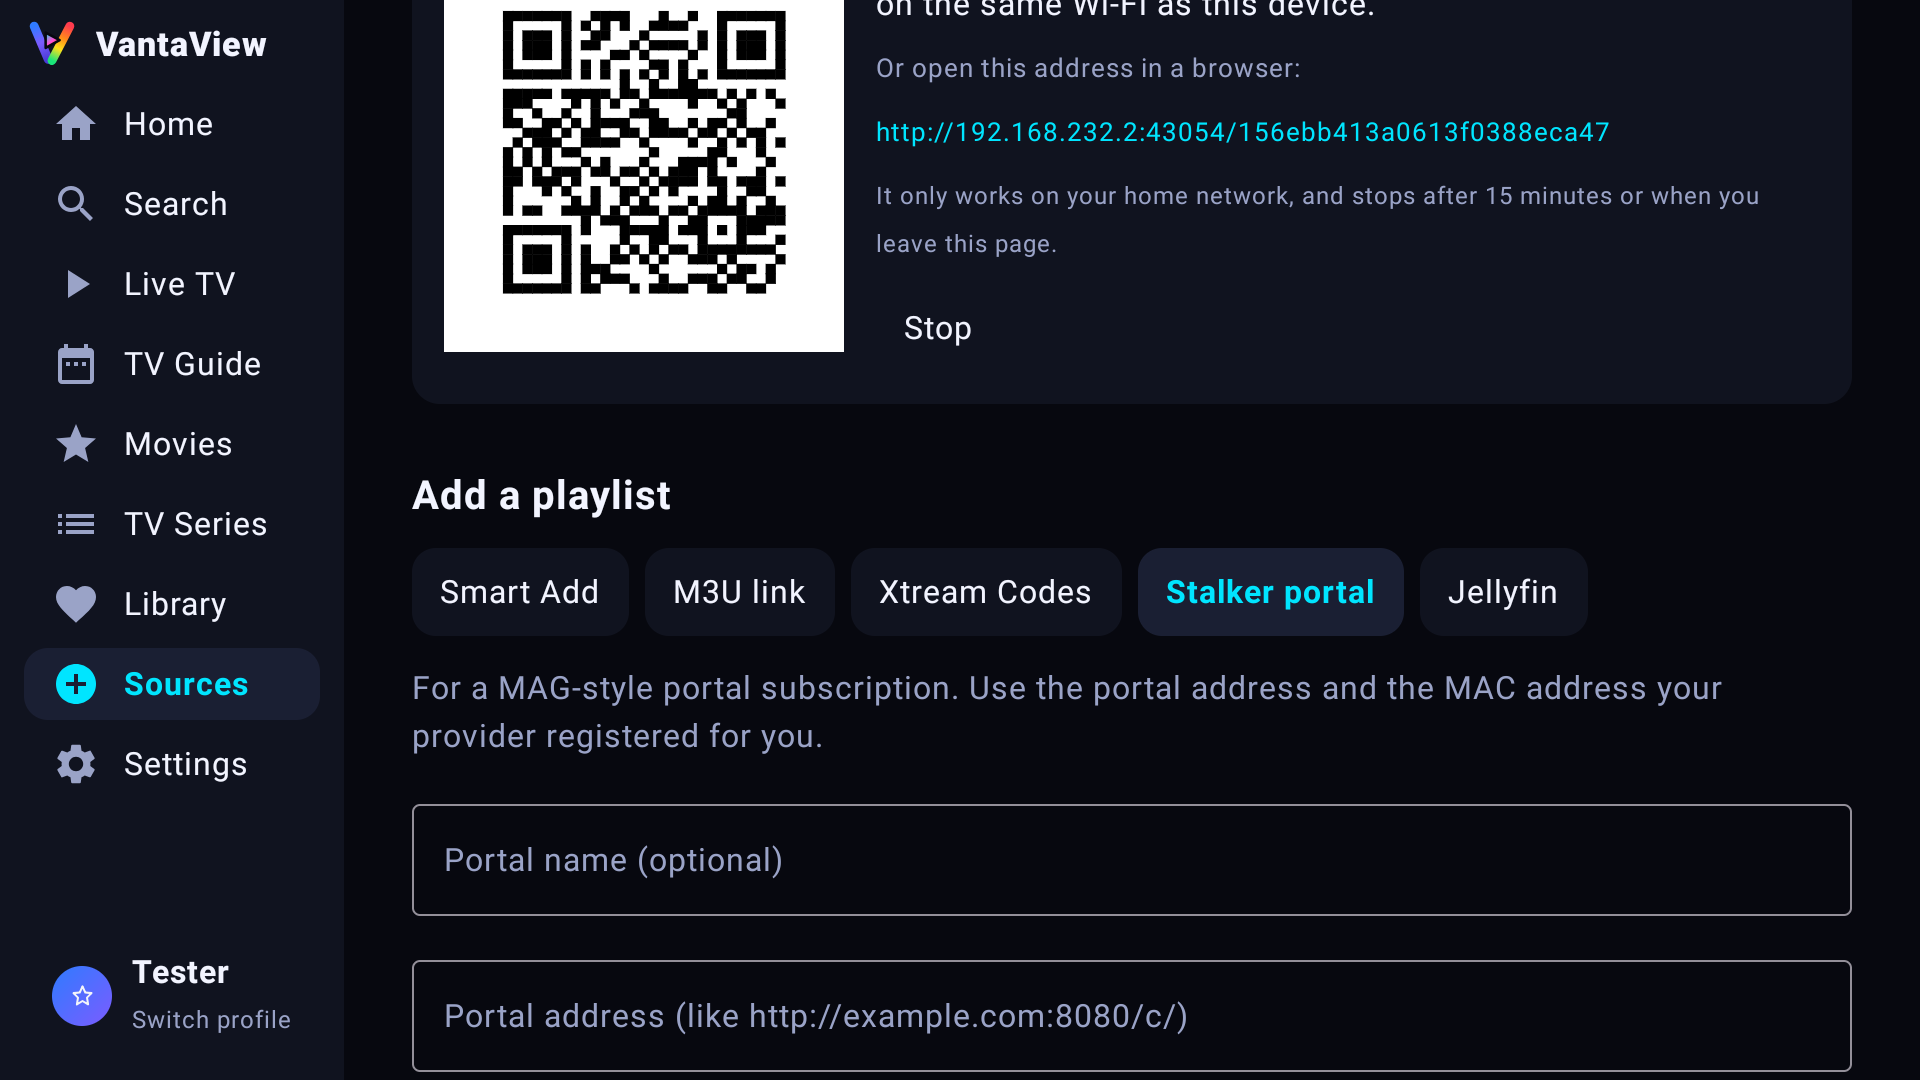 VantaView
Home
Search
Live TV
TV Guide
Movies
TV Series
Library
Sources
Settings
Tester
Switch profile
on the same Wi-Fi as this device.
Or open this address in a browser:
http://192.168.232.2:43054/156ebb413a0613f0388eca47
It only works on your home network, and stops after 15 minutes or when you
leave this page.
Stop
Add a playlist
Smart Add
M3U link
Xtream Codes
Stalker portal
Jellyfin
For a MAG-style portal subscription. Use the portal address and the MAC address your
provider registered for you.
Portal name (optional)
Portal address (like http://example.com:8080/c/)